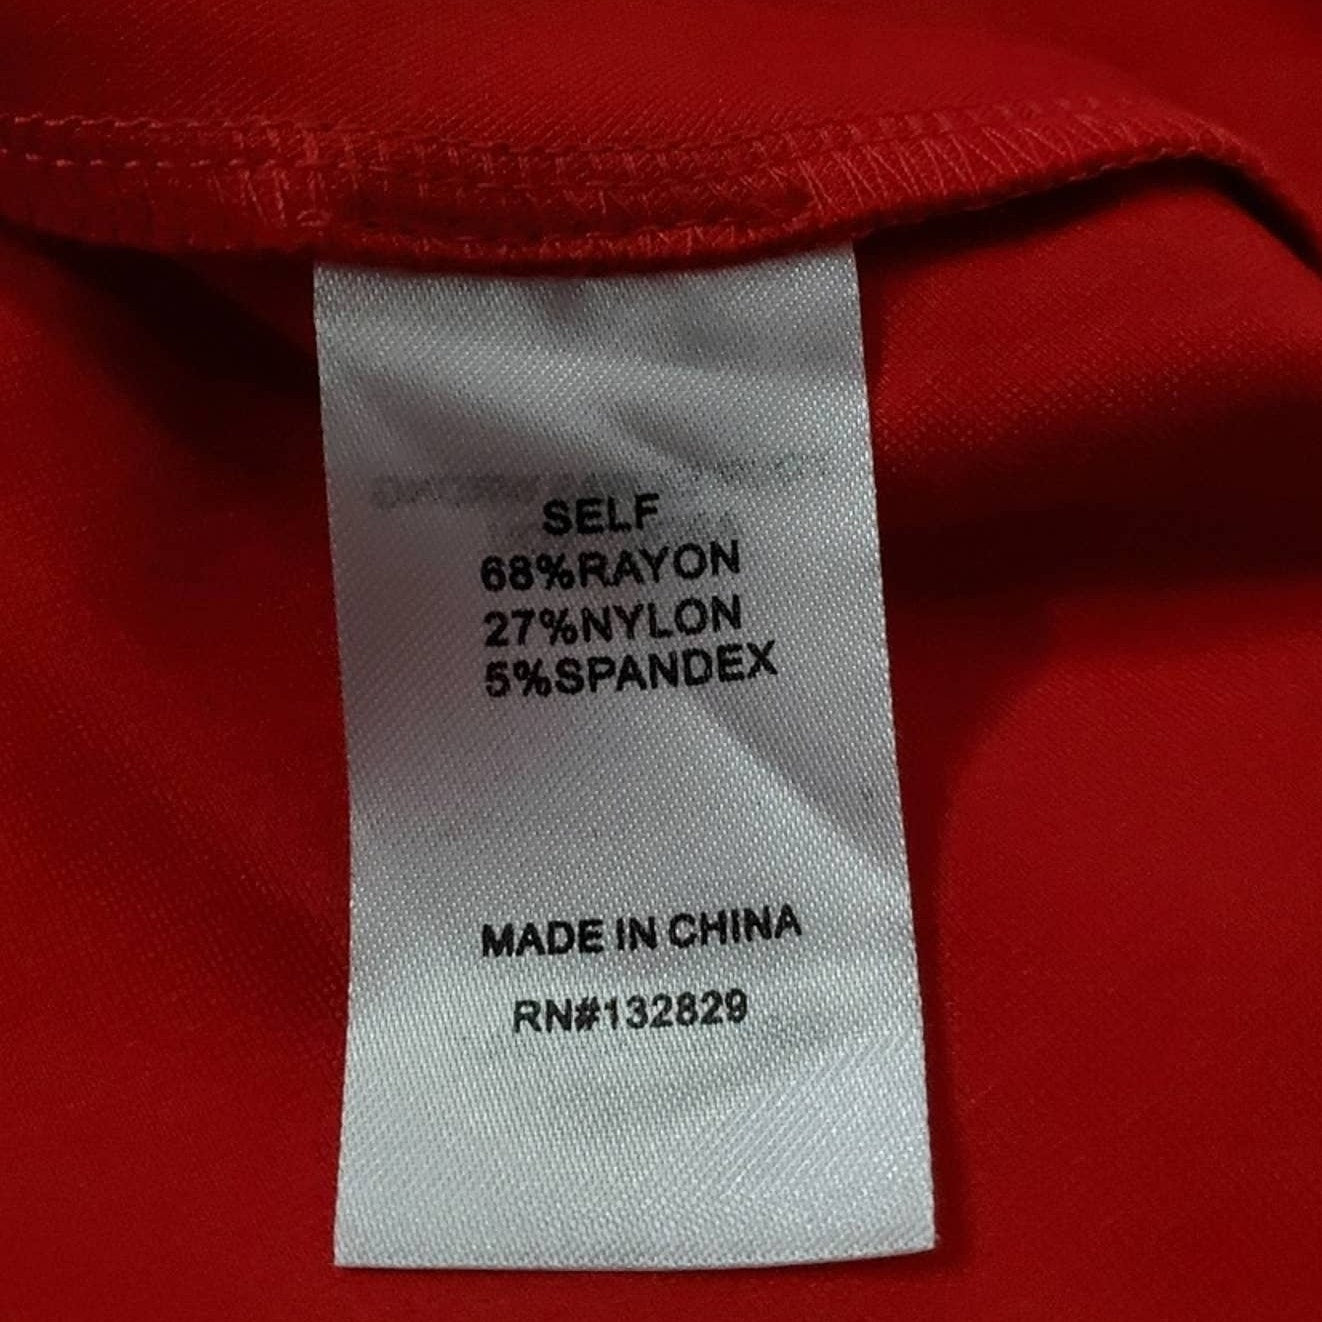 SELF
68%RAYON
27%NYLON
5%SPANDEX
MADE IN CHINA
RN#132829